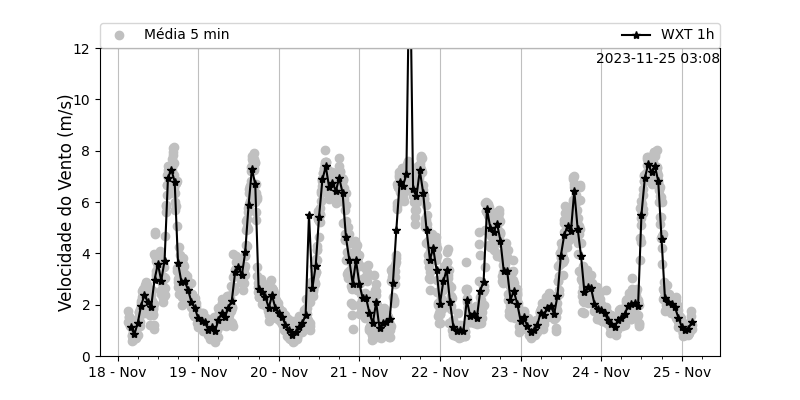 Média 5 min
WXT 1h
2023-11-25 03:08
Velocidade do Vento (m/s)
12
10
8
6
4
2
0
18 - Nov 19 - Nov 20 - Nov 21 - Nov 22 - Nov 23 - Nov 24 - Nov 25 - Nov